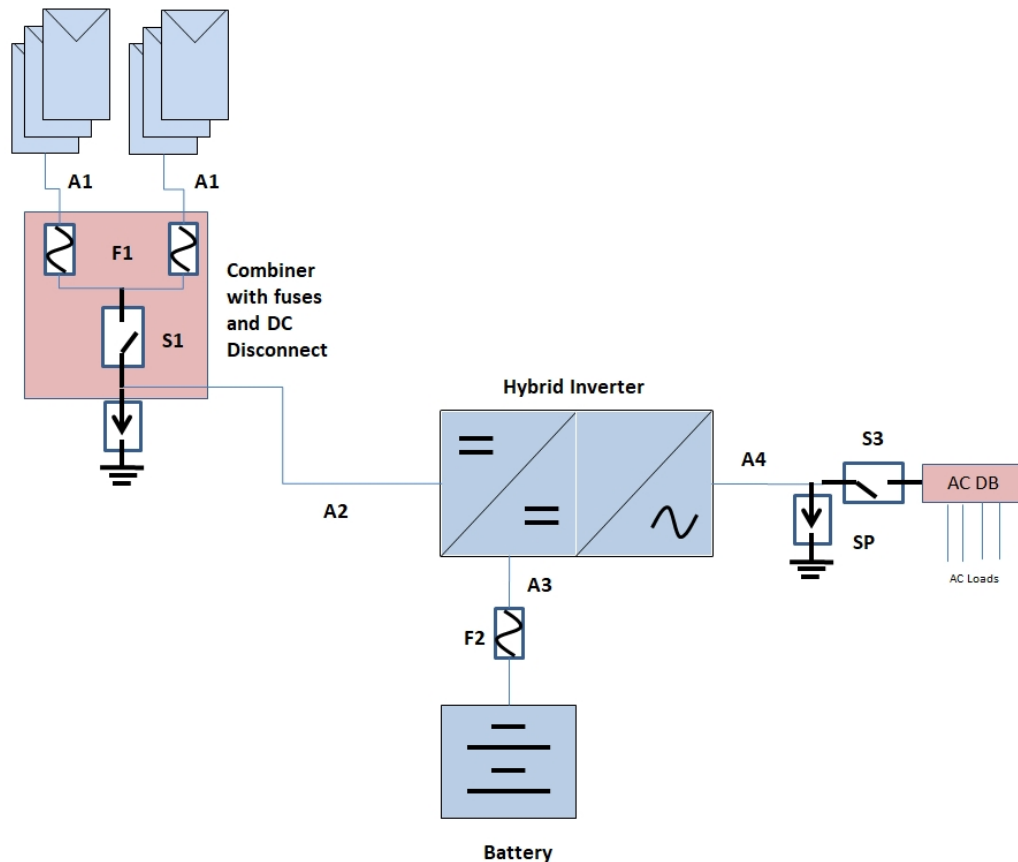 A1
A1
F1
Combiner
with fuses
and DC
Disconnect
S1
Hybrid Inverter
A2
A4
S3
AC DB
SP
AC Loads
A3
F2
Battery